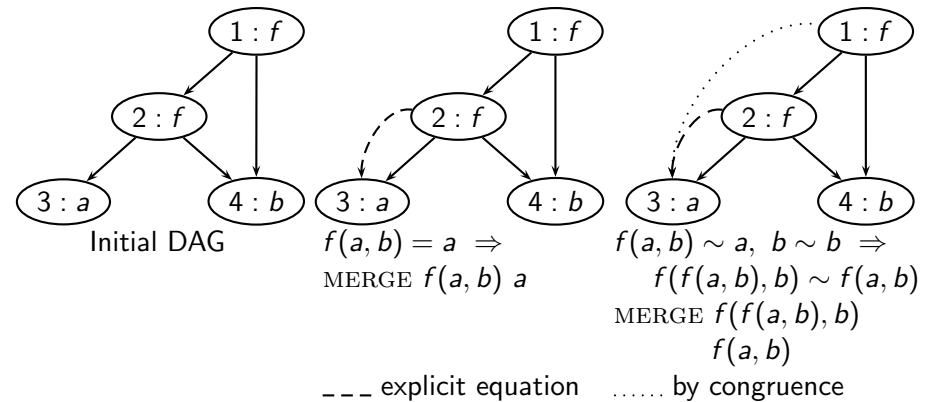 1 : f
2 : f
3 : a
4 : b
Initial DAG
1 : f
2 : f
3 : a
4 : b
f(a, b) = a ⇒
MERGE f(a, b) a
1 : f
2 : f
3 : a
4 : b
f(a, b) ∼ a, b ∼ b ⇒
f(f(a, b), b) ∼ f(a, b)
MERGE f(f(a, b), b)
f(a, b)
explicit equation
by congruence